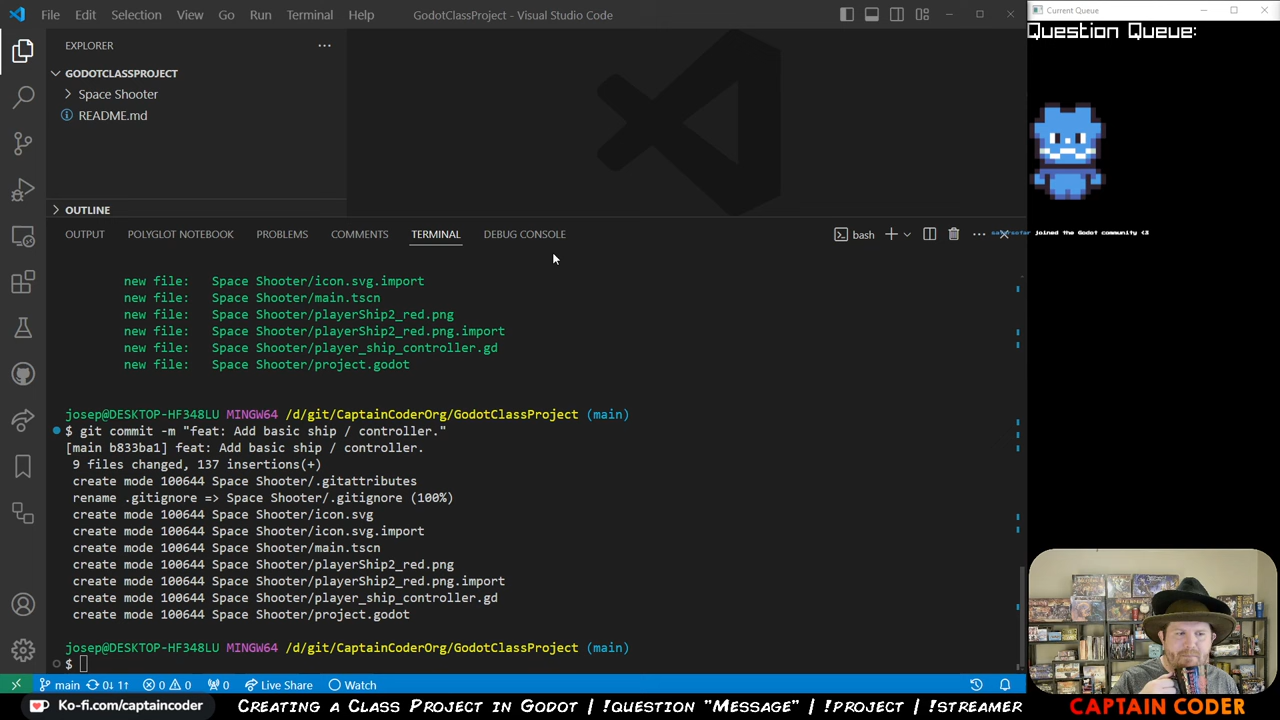 File Edit Selection View Go Run Terminal Help
GodotClassProject - Visual Studio Code
Current Queue
Question Queue:
EXPLORER
GODOTCLASSPROJECT
Space Shooter
README.md
OUTLINE
OUTPUT POLYGLOT NOTEBOOK PROBLEMS COMMENTS TERMINAL DEBUG CONSOLE
bash
joined the Godot community <3
new file: Space Shooter/icon.svg.import
new file: Space Shooter/main.tscn
new file: Space Shooter/playerShip2_red.png
new file: Space Shooter/playerShip2_red.png.import
new file: Space Shooter/player_ship_controller.gd
new file: Space Shooter/project.godot
josep@DESKTOP-HF348LU MINGW64 /d/git/CaptainCoderOrg/GodotClassProject (main)
$ git commit -m "feat: Add basic ship / controller."
[main b833ba1] feat: Add basic ship / controller.
9 files changed, 137 insertions(+)
create mode 100644 Space Shooter/.gitattributes
rename .gitignore => Space Shooter/.gitignore (100%)
create mode 100644 Space Shooter/icon.svg
create mode 100644 Space Shooter/icon.svg.import
create mode 100644 Space Shooter/main.tscn
create mode 100644 Space Shooter/playerShip2_red.png
create mode 100644 Space Shooter/playerShip2_red.png.import
create mode 100644 Space Shooter/player_ship_controller.gd
create mode 100644 Space Shooter/project.godot
josep@DESKTOP-HF348LU MINGW64 /d/git/CaptainCoderOrg/GodotClassProject (main)
$
main 0↓ 1↑ 0 0 0 Live Share Watch
Ko-fi.com/captaincoder
Creating a Class Project in Godot | !question "Message" | !project | !streamer
CAPTAIN CODER